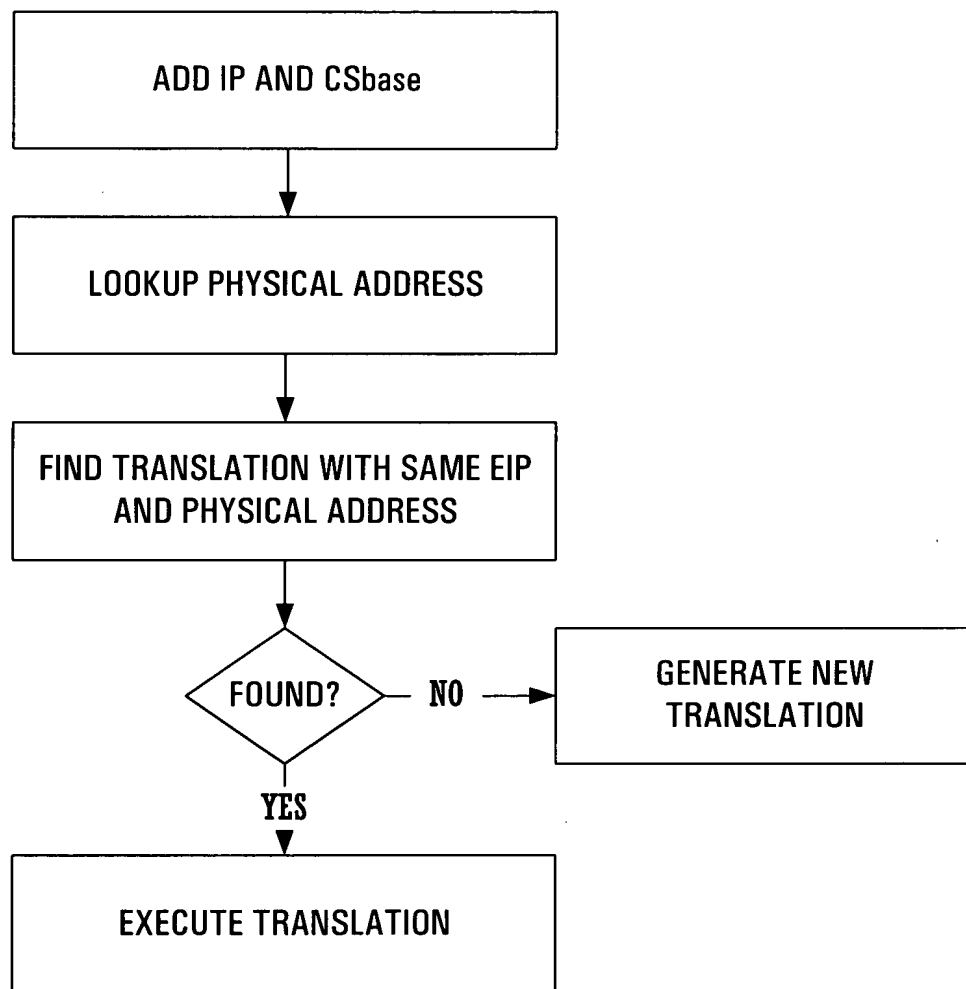 ADD IP AND CSbase
LOOKUP PHYSICAL ADDRESS
FIND TRANSLATION WITH SAME EIP
AND PHYSICAL ADDRESS
FOUND?
NO
GENERATE NEW
TRANSLATION
YES
EXECUTE TRANSLATION